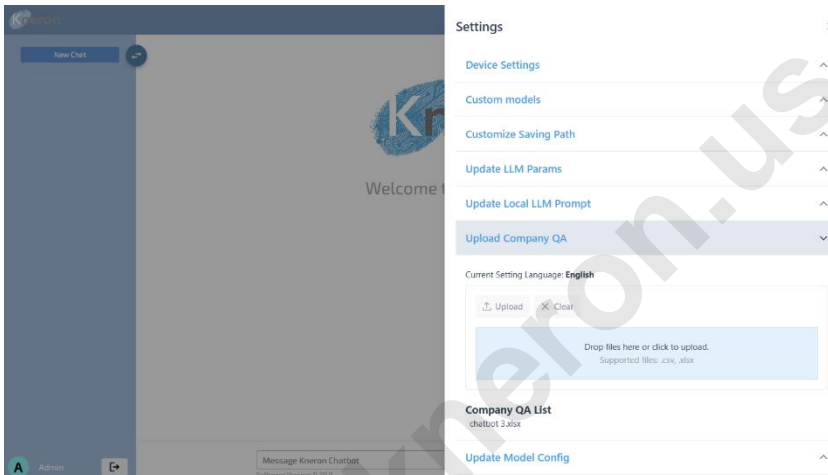 Kneron
New Chat
Kn
Welcome t
A Admin
Message Kneron Chatbot
Settings
Device Settings
Custom models
Customize Saving Path
Update LLM Params
Update Local LLM Prompt
Upload Company QA
Current Setting Language: English
Upload Clear
Drop files here or click to upload.
Supported files: .csv, .xlsx
Company QA List
chatbot 3.xlsx
Update Model Config
kneron.us